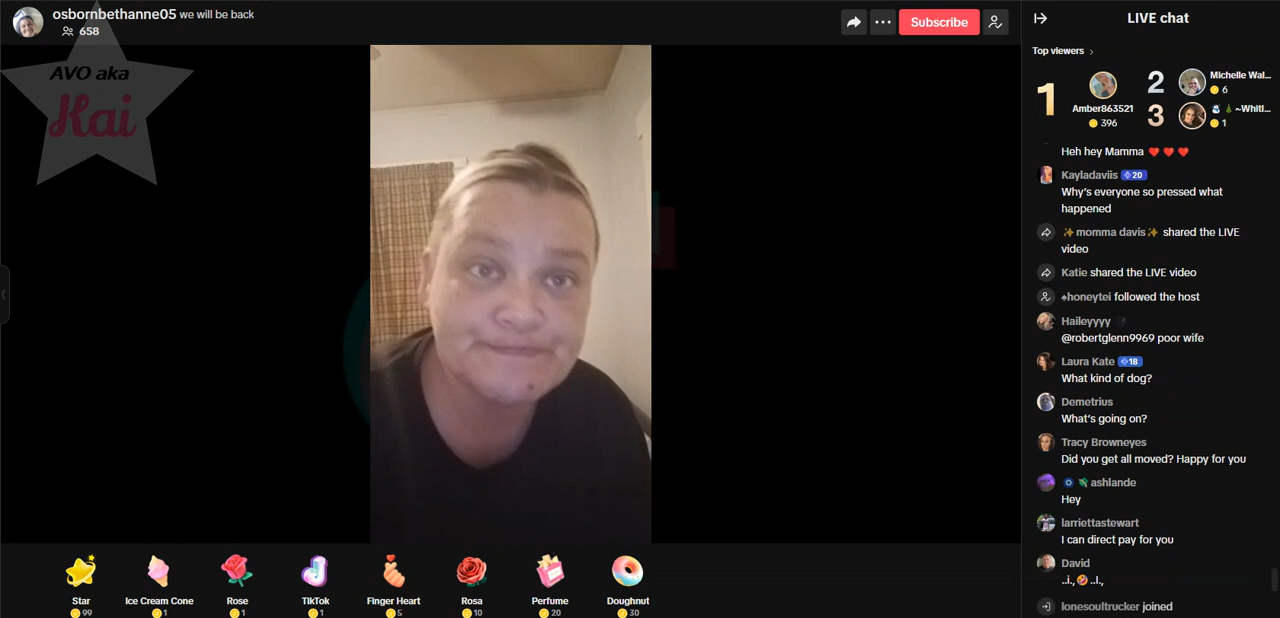 osbornbethanne05 we will be back
658
AVO aka
Kai
Subscribe
LIVE chat
Top viewers
1
Amber863521
396
2
Michelle Wal...
6
3
~Whitl...
1
Heh hey Mamma
Kayladaviis 20
Why's everyone so pressed what
happened
momma davis shared the LIVE
video
Katie shared the LIVE video
honeytei followed the host
Haileyyyy
@robertglenn9969 poor wife
Laura Kate 18
What kind of dog?
Demetrius
What's going on?
Tracy Browneyes
Did you get all moved? Happy for you
ashlande
Hey
larriettastewart
I can direct pay for you
David
..i.,🤣..I.,
lonesoultrucker joined
Star
99
Ice Cream Cone
1
Rose
1
TikTok
1
Finger Heart
5
Rosa
10
Perfume
20
Doughnut
30